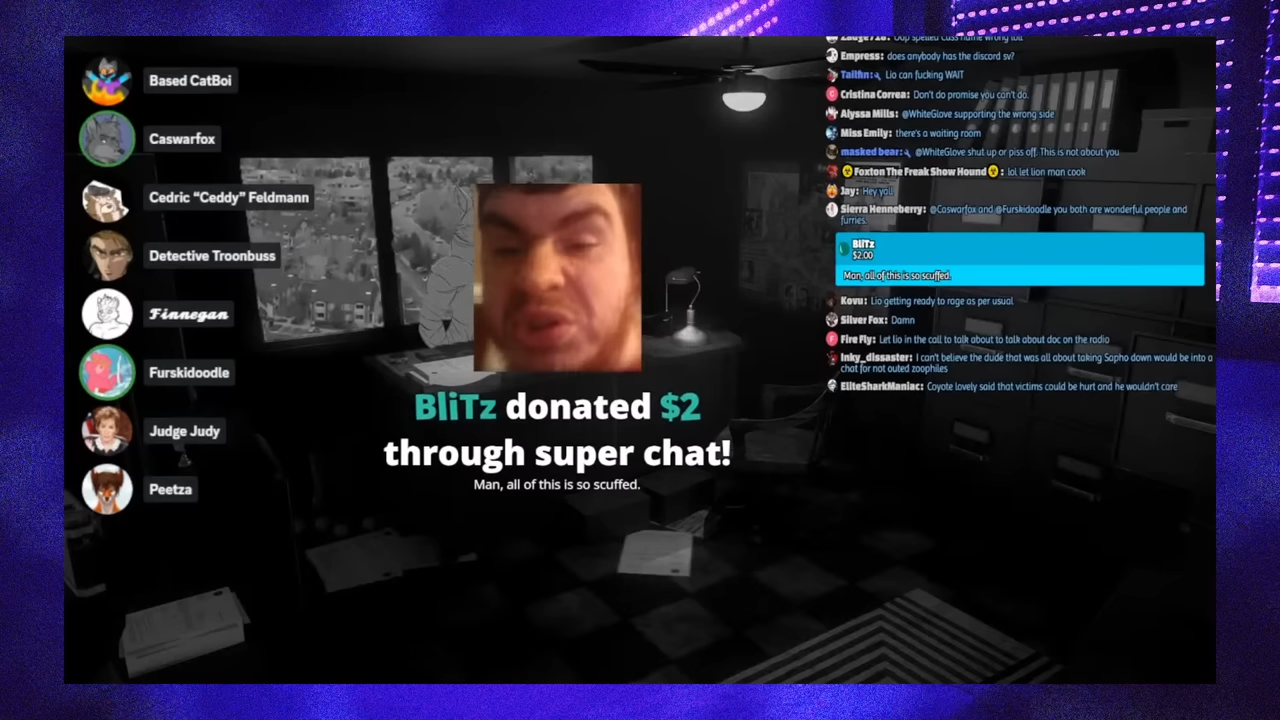 Based CatBoi
Caswarfox
Cedric “Ceddy” Feldmann
Detective Troonbuss
Finnegan
Furskidoodle
Judge Judy
Peetza
BliTz donated $2
through super chat!
Man, all of this is so scuffed.
Zauge728: Oop spelled Cass name wrong lol!
Empress: does anybody has the discord sv?
Tailfin: Lio can fucking WAIT
Cristina Correa: Don't do promise you can't do.
Alyssa Mills: @WhiteGlove supporting the wrong side
Miss Emily: there's a waiting room
masked bear: @WhiteGlove shut up or piss off. This is not about you
Foxton The Freak Show Hound : lol let lion man cook
Jay: Hey yall
Sierra Henneberry: @Caswarfox and @Furskidoodle you both are wonderful people and
furries.
BliTz
$2.00
Man, all of this is so scuffed.
Kovu: Lio getting ready to rage as per usual
Silver Fox: Damn
Fire Fly: Let lio in the call to talk about to talk about doc on the radio
Inky_dissaster: I can't believe the dude that was all about taking Sapho down would be into a
chat for not outed zoophiles
EliteSharkManiac: Coyote lovely said that victims could be hurt and he wouldn't care